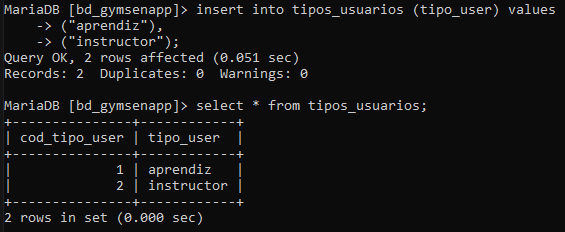 MariaDB [bd_gymsenapp]> insert into tipos_usuarios (tipo_user) values
    -> ("aprendiz"),
    -> ("instructor");
Query OK, 2 rows affected (0.051 sec)
Records: 2  Duplicates: 0  Warnings: 0

MariaDB [bd_gymsenapp]> select * from tipos_usuarios;
+---------------+------------+
| cod_tipo_user | tipo_user  |
+---------------+------------+
|             1 | aprendiz   |
|             2 | instructor |
+---------------+------------+
2 rows in set (0.000 sec)